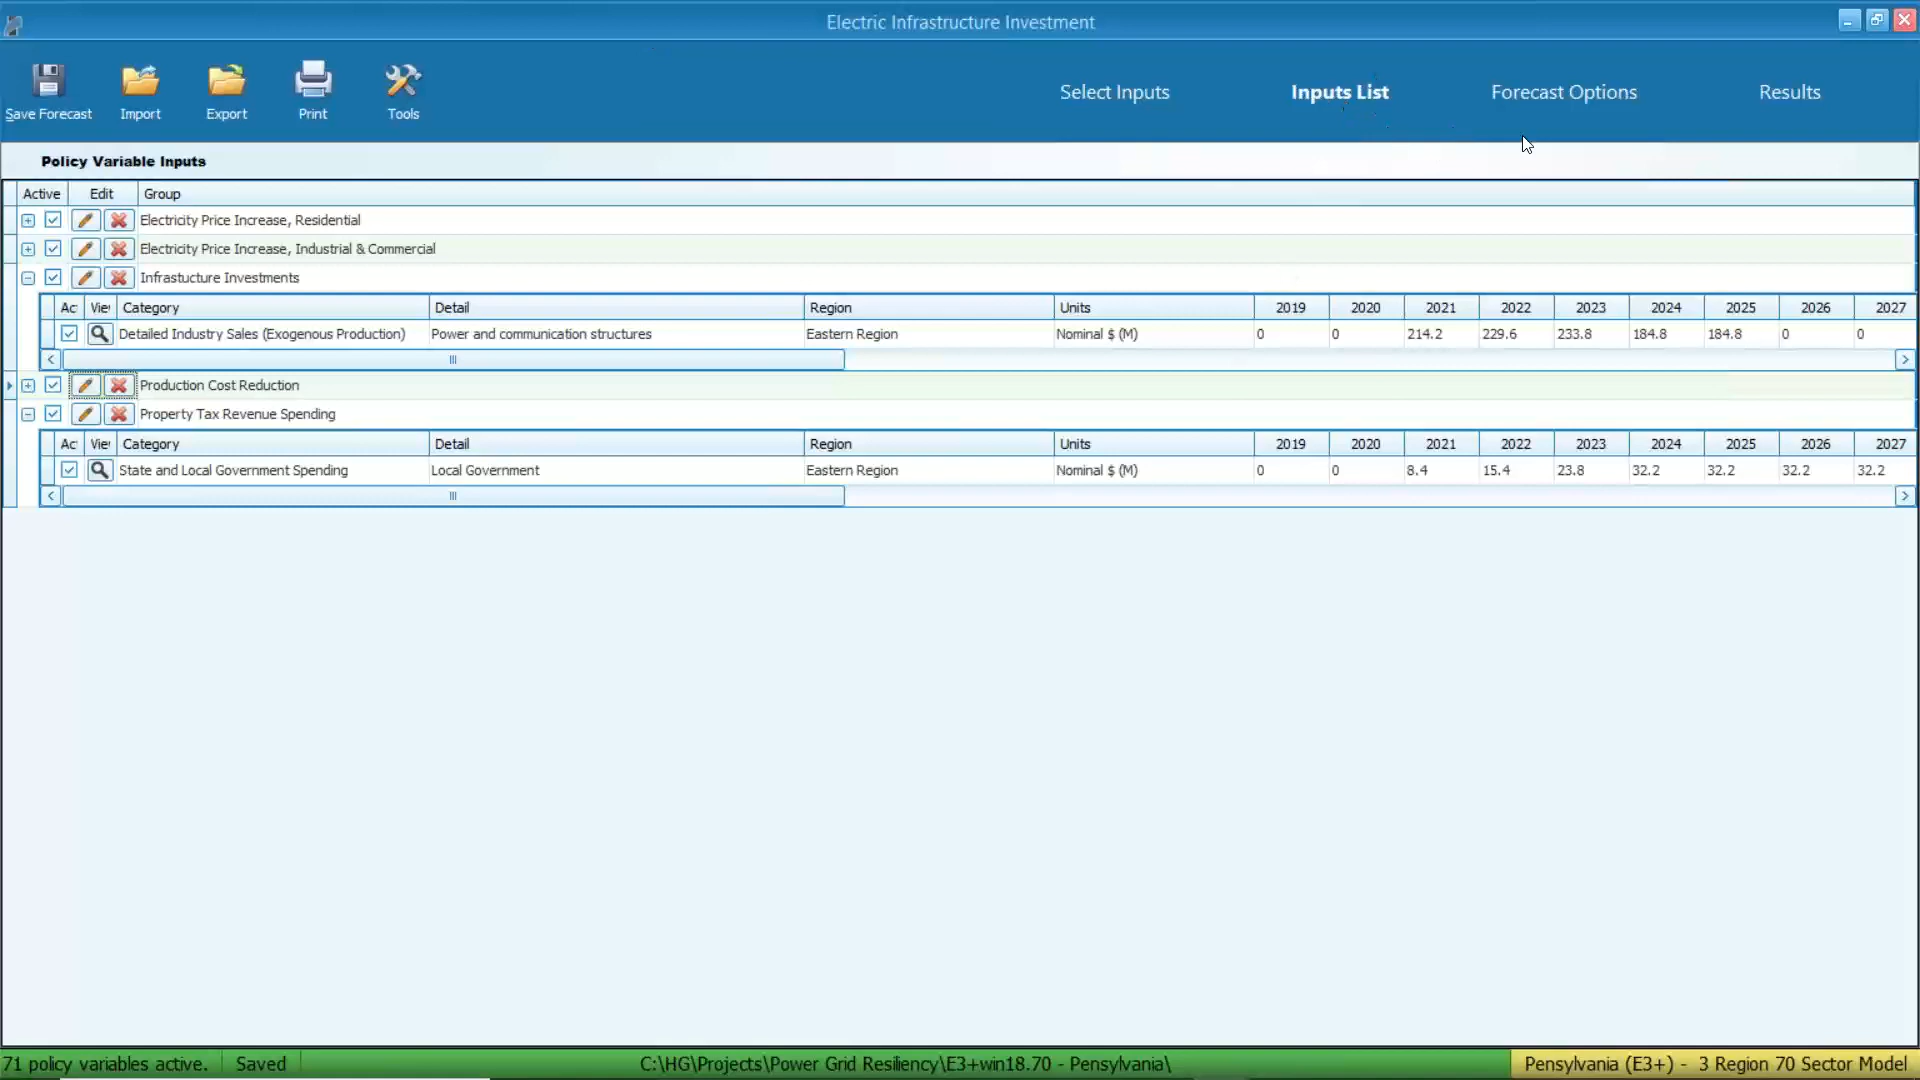 Electric Infrastructure Investment
Save Forecast Import Export Print Tools Select Inputs Inputs List Forecast Options Results
Policy Variable Inputs
Active Edit Group
Electricity Price Increase, Residential
Electricity Price Increase, Industrial & Commercial
Infrastucture Investments
Ac Vie Category Detail Region Units 2019 2020 2021 2022 2023 2024 2025 2026 2027
Detailed Industry Sales (Exogenous Production) Power and communication structures Eastern Region Nominal $ (M) 0 0 214.2 229.6 233.8 184.8 184.8 0 0
Production Cost Reduction
Property Tax Revenue Spending
Ac Vie Category Detail Region Units 2019 2020 2021 2022 2023 2024 2025 2026 2027
State and Local Government Spending Local Government Eastern Region Nominal $ (M) 0 0 8.4 15.4 23.8 32.2 32.2 32.2 32.2
71 policy variables active. Saved C:\HG\Projects\Power Grid Resiliency\E3+win18.70 - Pensylvania\ Pensylvania (E3+) - 3 Region 70 Sector Model